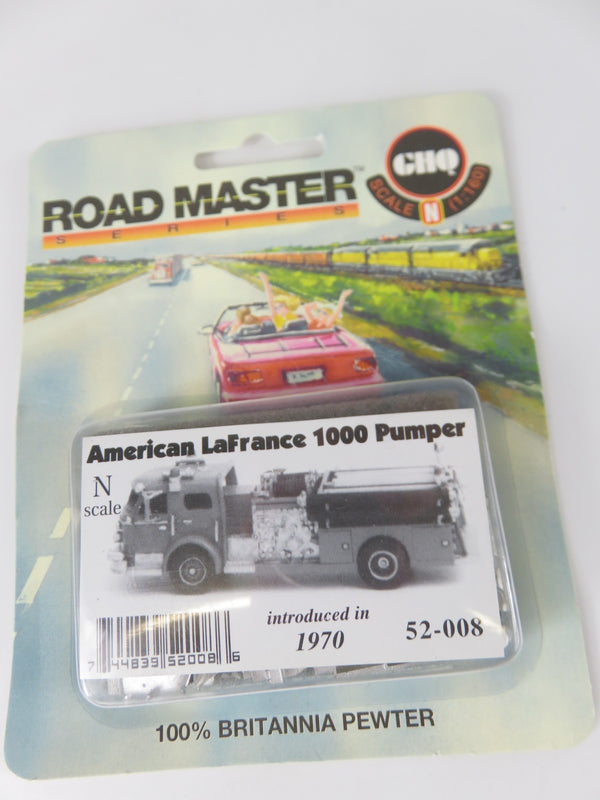 GHQ
SCALE N (1:160)
ROAD MASTER™
SERIES
American LaFrance 1000 Pumper
N
scale
introduced in
1970
52-008
7 44839 52008 6
100% BRITANNIA PEWTER